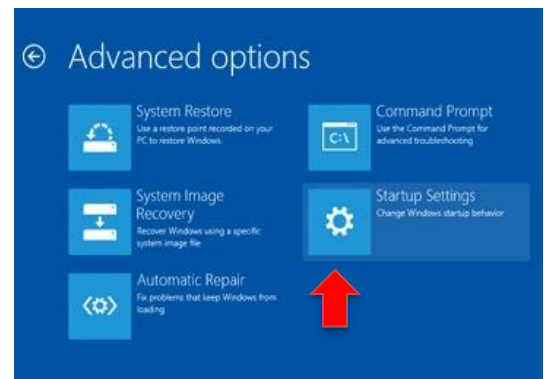 Advanced options
System Restore
Use a restore point recorded on your
PC to restore Windows
System Image
Recovery
Recover Windows using a specific
system image file
Automatic Repair
Fix problems that keep Windows from
loading
Command Prompt
Use the Command Prompt for
advanced troubleshooting
C:\
Startup Settings
Change Windows startup behavior